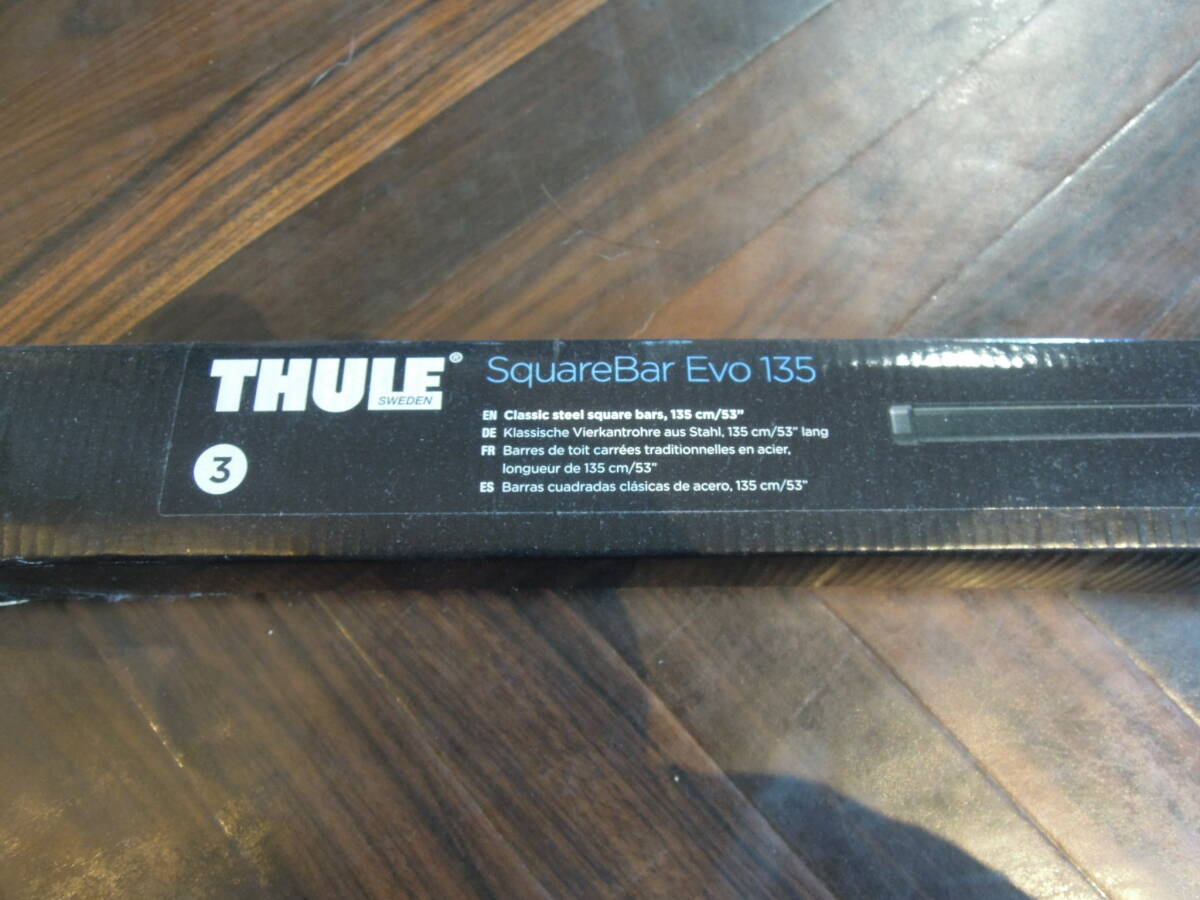 THULE®
SWEDEN
3
SquareBar Evo 135
EN Classic steel square bars, 135 cm/53”
DE Klassische Vierkantrohre aus Stahl, 135 cm/53” lang
FR Barres de toit carrées traditionnelles en acier,
longueur de 135 cm/53”
ES Barras cuadradas clásicas de acero, 135 cm/53”